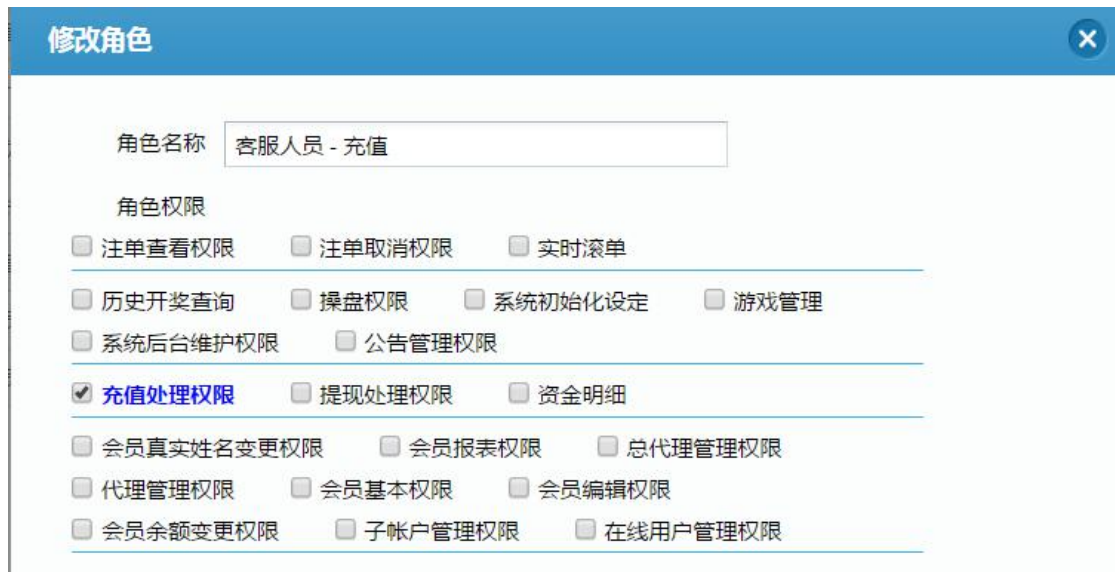 修改角色
角色名称 客服人员 - 充值
角色权限
注单查看权限 注单取消权限 实时滚单
历史开奖查询 操盘权限 系统初始化设定 游戏管理
系统后台维护权限 公告管理权限
充值处理权限 提现处理权限 资金明细
会员真实姓名变更权限 会员报表权限 总代理管理权限
代理管理权限 会员基本权限 会员编辑权限
会员余额变更权限 子帐户管理权限 在线用户管理权限